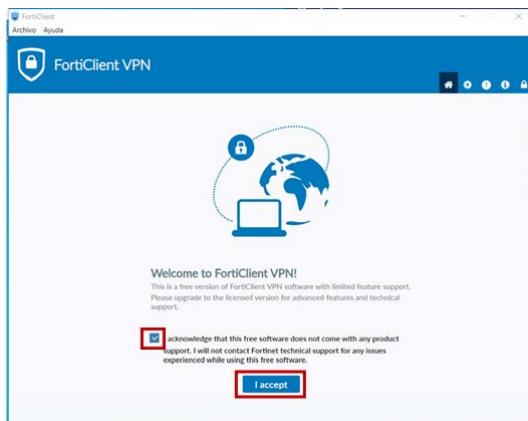 FortiClient
Archivo Ayuda
FortiClient VPN
Welcome to FortiClient VPN!
This is a free version of FortiClient VPN software with limited feature support.
Please upgrade to the licensed version for advanced features and technical
support.
acknowledge that this free software does not come with any product
support. I will not contact Fortinet technical support for any issues
experienced while using this free software.
I accept